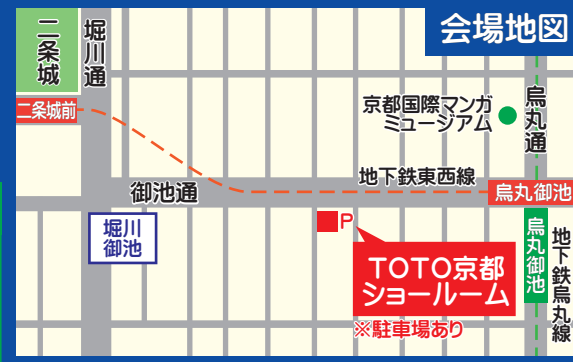 会場地図
二条城
堀川通
二条城前
京都国際マンガ
ミュージアム
烏丸通
地下鉄東西線
御池通
烏丸御池
堀川
御池
P
TOTO京都
ショールーム
※駐車場あり
烏丸御池
地下鉄烏丸線